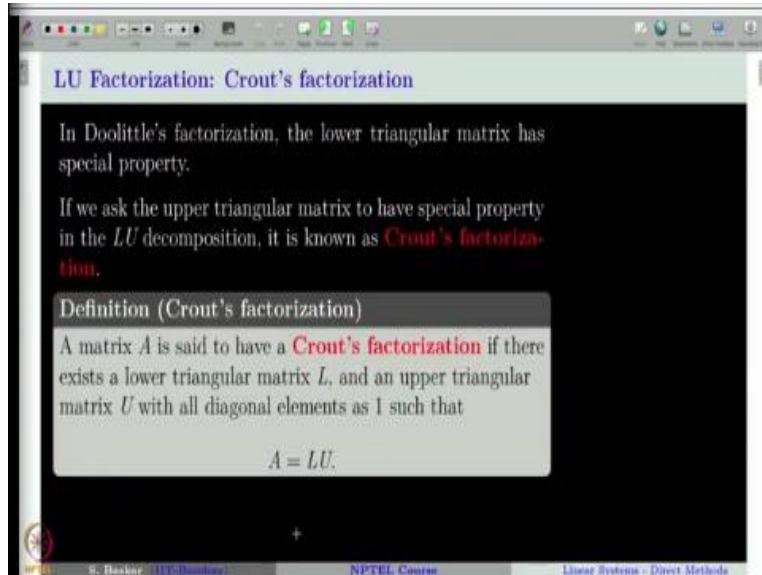 LU Factorization: Crout's factorization
In Doolittle's factorization, the lower triangular matrix has
special property.
If we ask the upper triangular matrix to have special property
in the LU decomposition, it is known as Crout's factoriza-
tion.
Definition (Crout's factorization)
A matrix A is said to have a Crout's factorization if there
exists a lower triangular matrix L, and an upper triangular
matrix U with all diagonal elements as 1 such that
A = LU.
NPTEL
S. Baskar (IIT-Bombay)
NPTEL Course
Linear Systems - Direct Methods